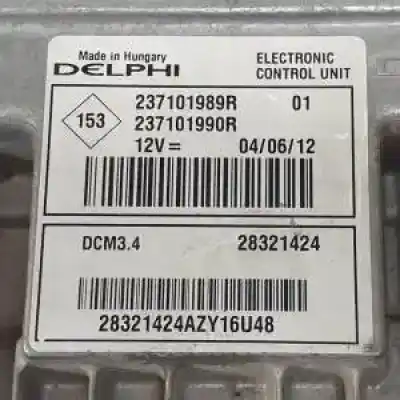 Made in Hungary
DELPHI
ELECTRONIC
CONTROL UNIT
153
237101989R 01
237101990R
12V= 04/06/12
DCM3.4 28321424
28321424AZY16U48